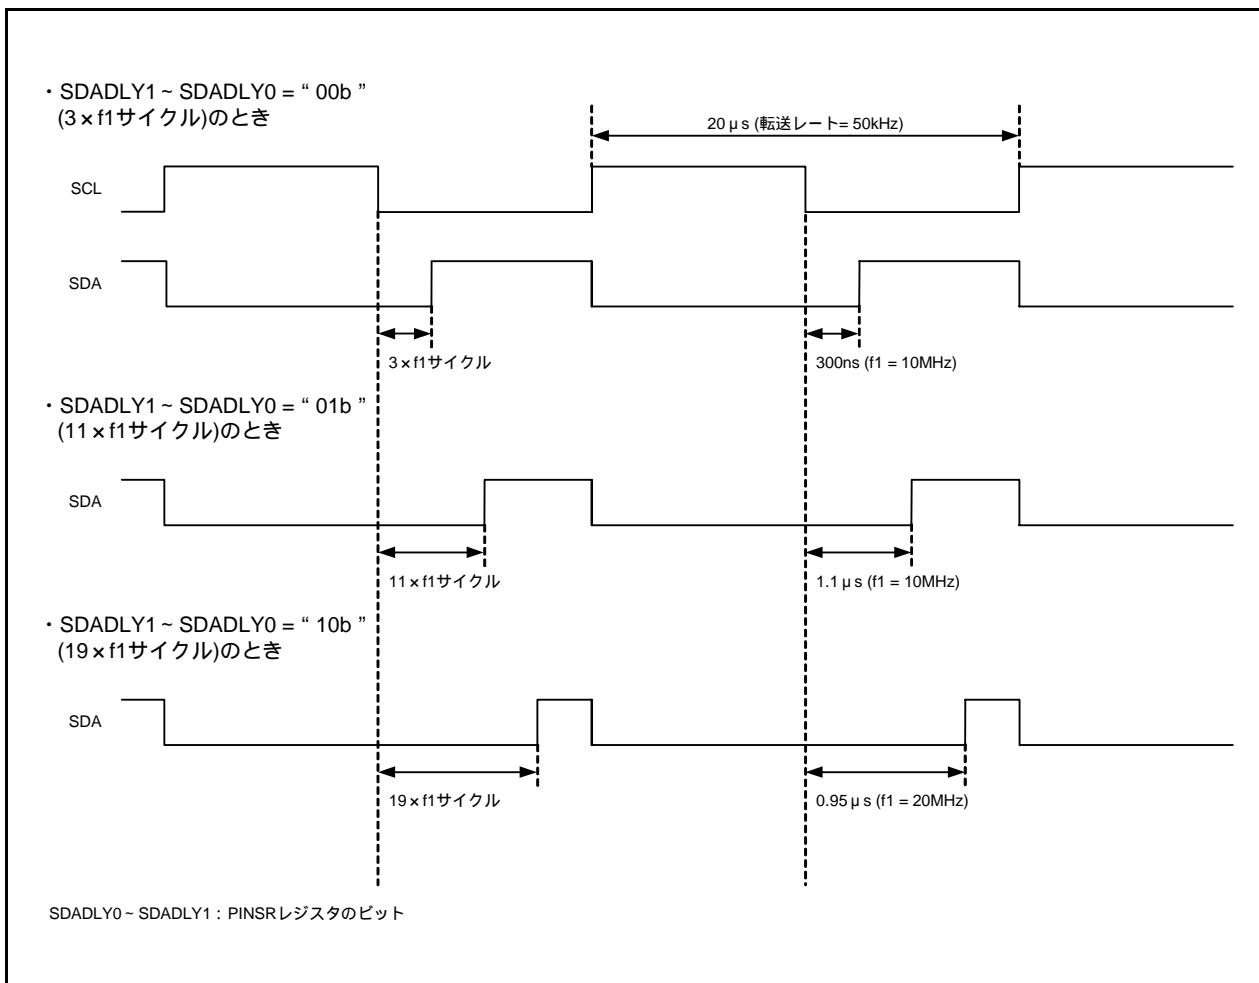 ・SDADLY1~SDADLY0 = “ 00b ”
(3×f1サイクル)のとき
20 μs (転送レート= 50kHz)
SCL
SDA
3×f1サイクル
300ns (f1 = 10MHz)
・SDADLY1~SDADLY0 = “ 01b ”
(11×f1サイクル)のとき
SDA
11×f1サイクル
1.1 μs (f1 = 10MHz)
・SDADLY1~SDADLY0 = “ 10b ”
(19×f1サイクル)のとき
SDA
19×f1サイクル
0.95 μs (f1 = 20MHz)
SDADLY0~SDADLY1 : PINSRレジスタのビット